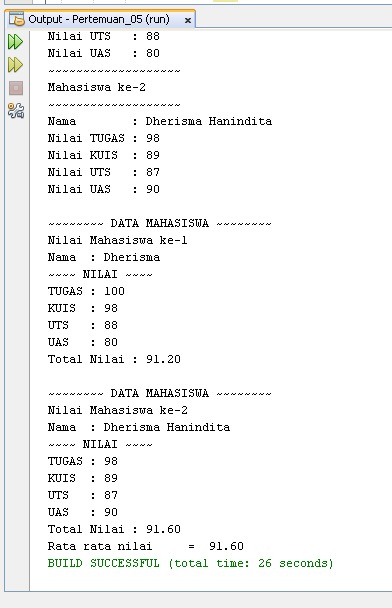 Output - Pertemuan_05 (run) x
Nilai UTS   : 88
Nilai UAS   : 80
~~~~~~~~~~~~~~~~~~~
Mahasiswa ke-2
~~~~~~~~~~~~~~~~~~~
Nama        : Dherisma Hanindita
Nilai TUGAS : 98
Nilai KUIS  : 89
Nilai UTS   : 87
Nilai UAS   : 90
~~~~~~~~ DATA MAHASISWA ~~~~~~~~
Nilai Mahasiswa ke-1
Nama  : Dherisma
~~~~ NILAI ~~~~
TUGAS : 100
KUIS  : 98
UTS   : 88
UAS   : 80
Total Nilai : 91.20
~~~~~~~~ DATA MAHASISWA ~~~~~~~~
Nilai Mahasiswa ke-2
Nama  : Dherisma Hanindita
~~~~ NILAI ~~~~
TUGAS : 98
KUIS  : 89
UTS   : 87
UAS   : 90
Total Nilai : 91.60
Rata rata nilai     =  91.60
BUILD SUCCESSFUL (total time: 26 seconds)